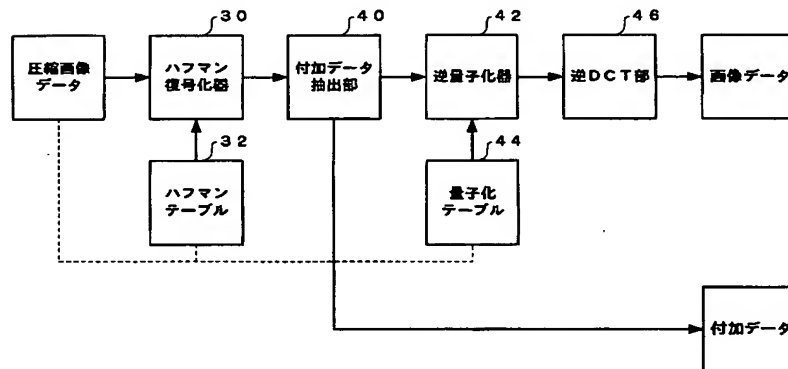 30
40
42
46
圧縮画像
データ
ハフマン
復号化器
付加データ
抽出部
逆量子化器
逆DCT部
画像データ
32
44
ハフマン
テーブル
量子化
テーブル
付加データ